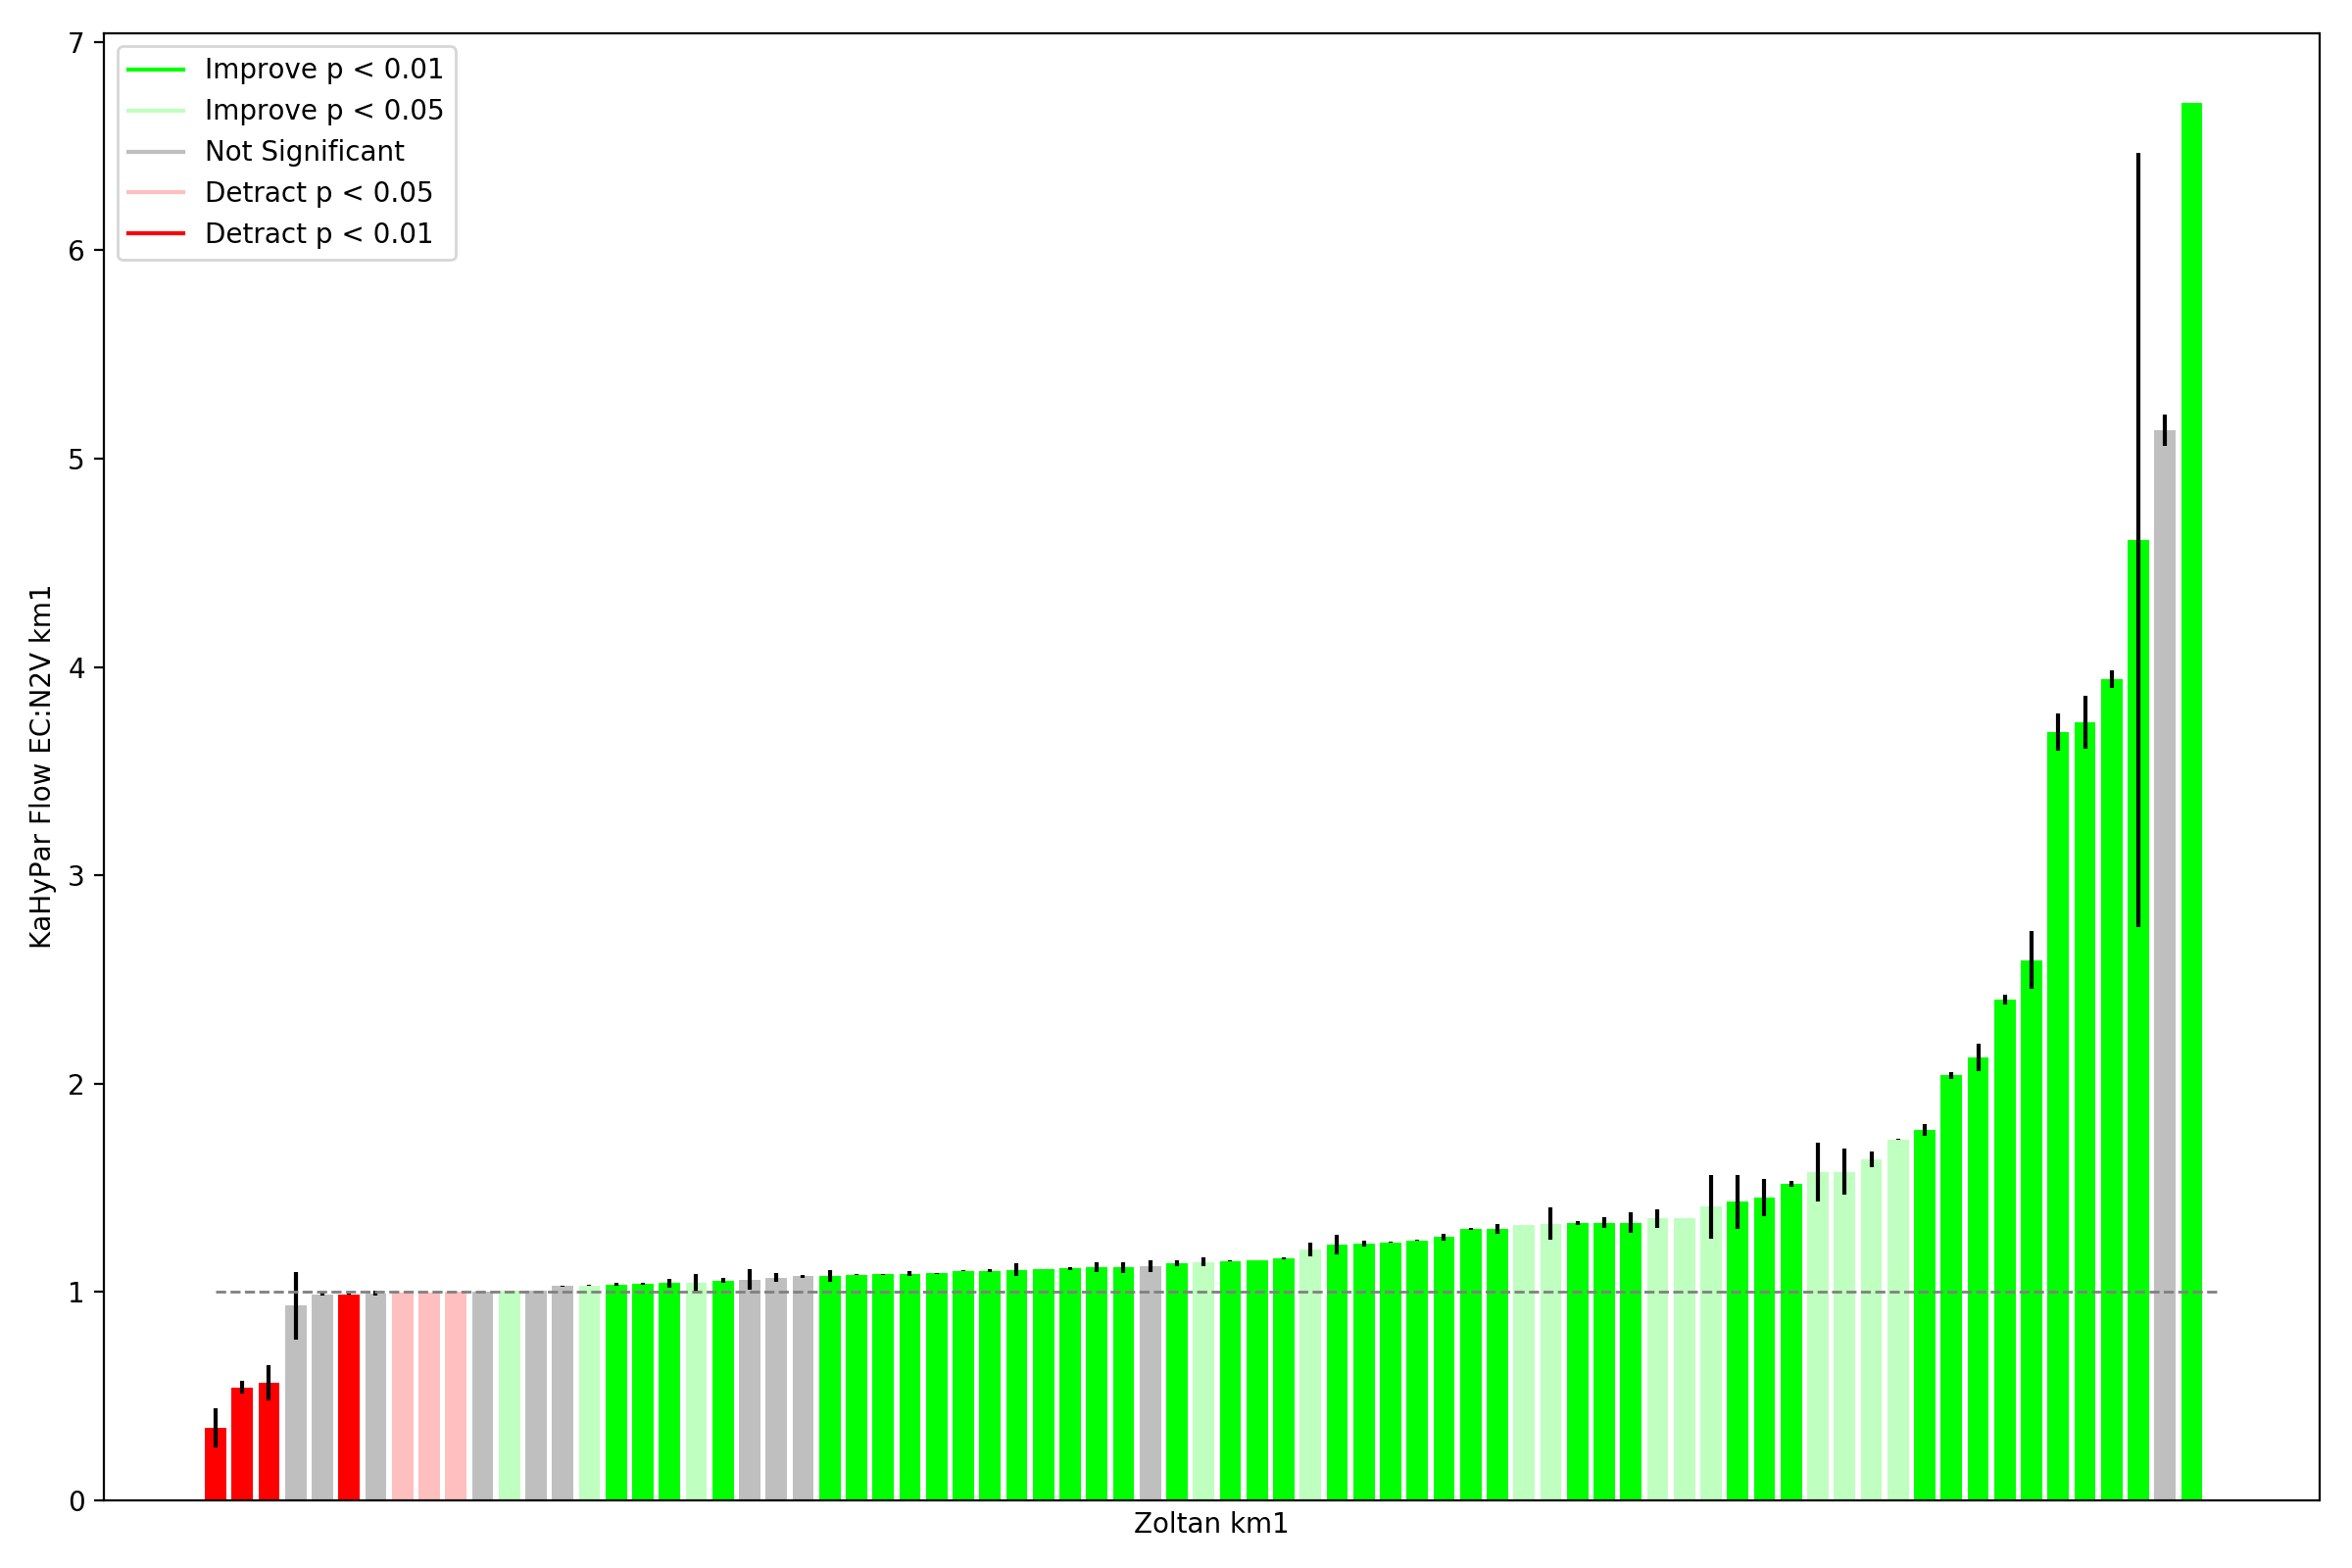 7
6
5
4
3
2
1
0
Improve p < 0.01
Improve p < 0.05
Not Significant
Detract p < 0.05
Detract p < 0.01
KaHyPar Flow EC:N2V km1
Zoltan km1